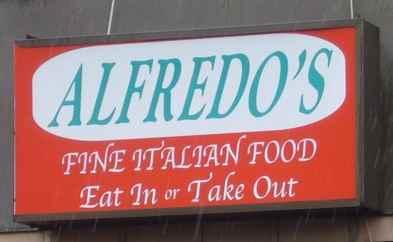 ALFREDO'S
FINE ITALIAN FOOD
Eat In or Take Out